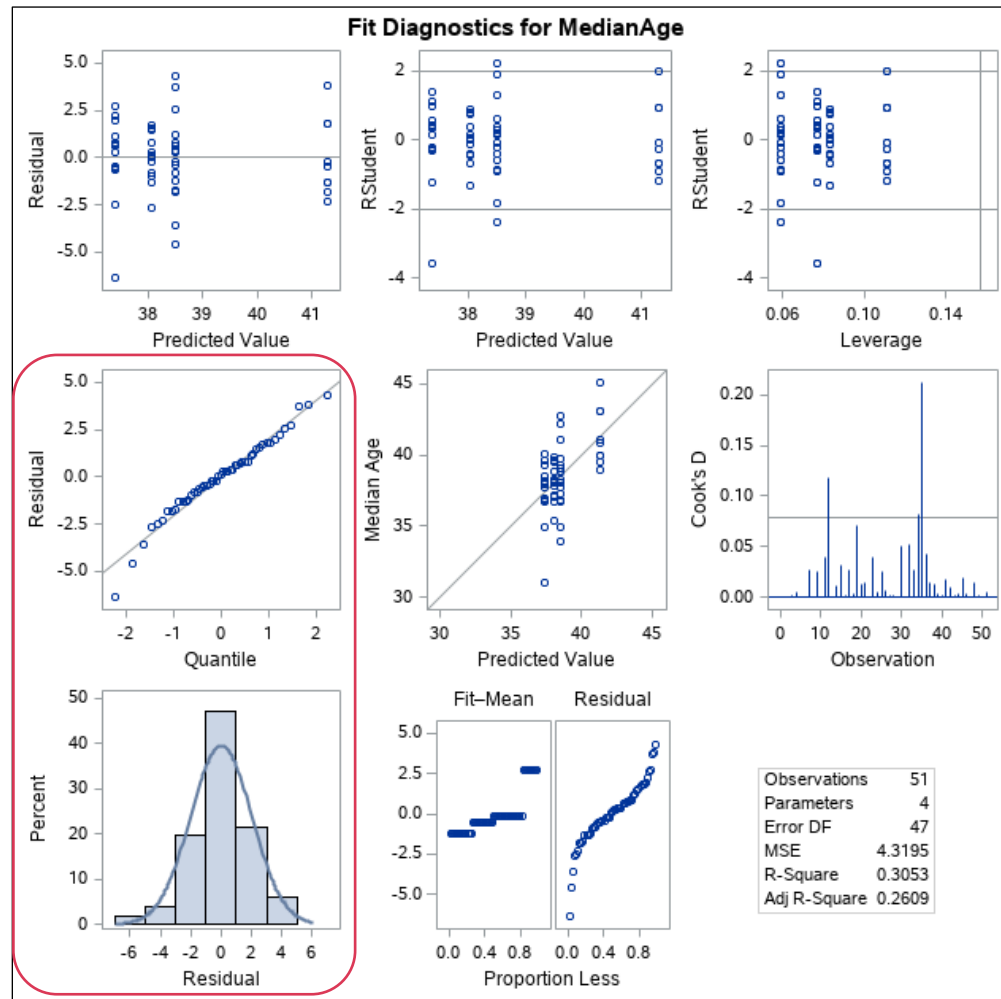 Fit Diagnostics for MedianAge
5.0
2.5
0.0
-2.5
-5.0
Residual
38 39 40 41
Predicted Value
2
0
-2
-4
RStudent
38 39 40 41
Predicted Value
2
0
-2
-4
RStudent
0.06 0.10 0.14
Leverage
5.0
2.5
0.0
-2.5
-5.0
Residual
-2 -1 0 1 2
Quantile
45
40
35
30
Median Age
30 35 40 45
Predicted Value
0.20
0.15
0.10
0.05
0.00
Cook's D
0 10 20 30 40 50
Observation
50
40
30
20
10
0
Percent
-6 -4 -2 0 2 4 6
Residual
Fit–Mean Residual
5.0
2.5
0.0
-2.5
-5.0
0.0 0.4 0.8 0.0 0.4 0.8
Proportion Less
Observations 51
Parameters 4
Error DF 47
MSE 4.3195
R-Square 0.3053
Adj R-Square 0.2609